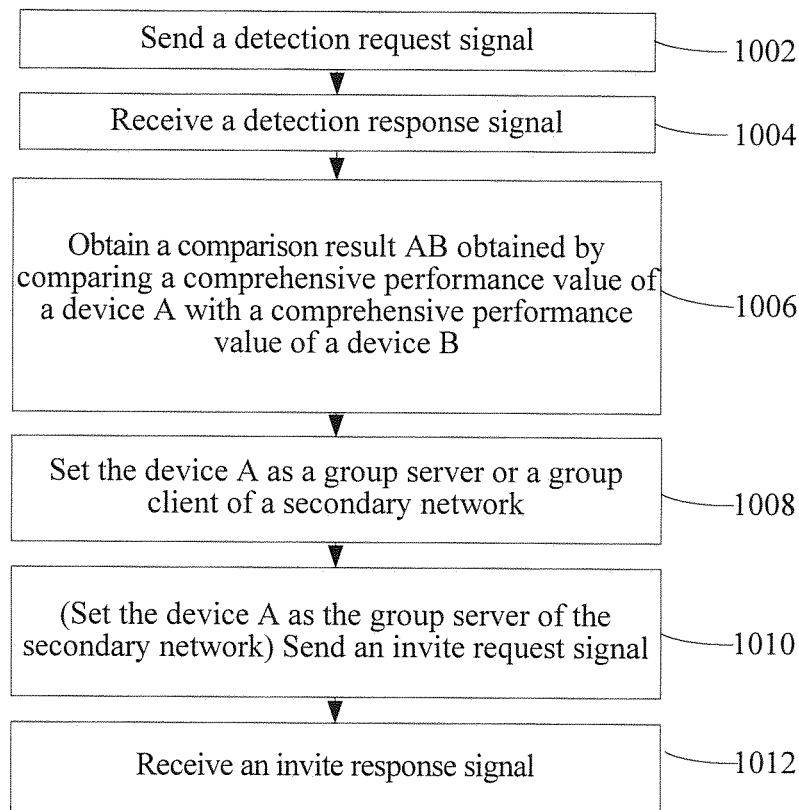 Send a detection request signal
1002
Receive a detection response signal
1004
Obtain a comparison result AB obtained by
comparing a comprehensive performance value of
a device A with a comprehensive performance
value of a device B
1006
Set the device A as a group server or a group
client of a secondary network
1008
(Set the device A as the group server of the
secondary network) Send an invite request signal
1010
Receive an invite response signal
1012